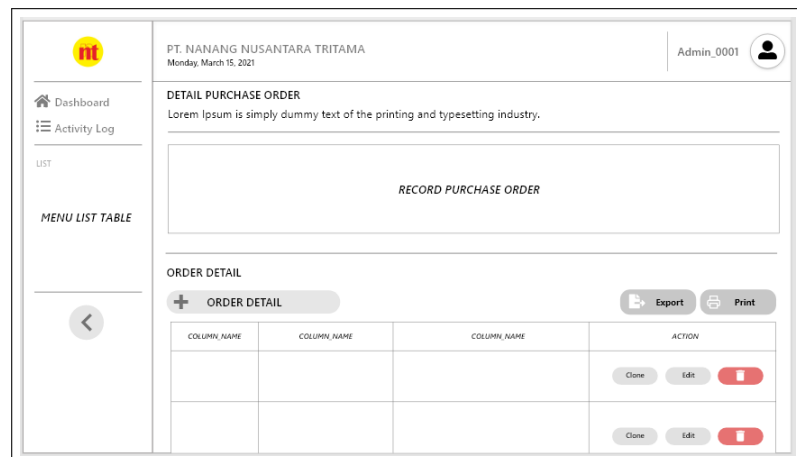 nt
PT. NANANG NUSANTARA TRITAMA
Monday, March 15, 2021
Admin_0001
Dashboard
Activity Log
LIST
MENU LIST TABLE
DETAIL PURCHASE ORDER
Lorem Ipsum is simply dummy text of the printing and typesetting industry.
RECORD PURCHASE ORDER
ORDER DETAIL
ORDER DETAIL
Export
Print
COLUMN_NAME COLUMN_NAME COLUMN_NAME ACTION
Clone Edit
Clone Edit